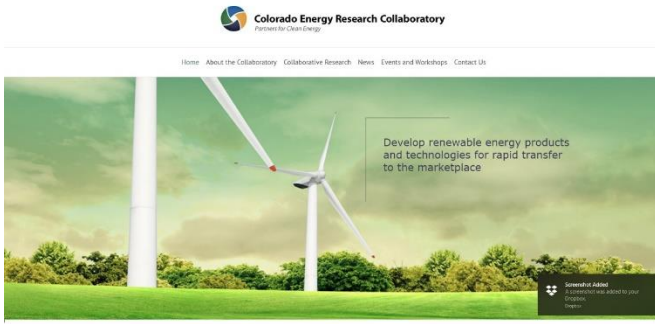 Colorado Energy Research Collaboratory
Partners for Clean Energy
Home About the Collaboratory Collaborative Research News Events and Workshops Contact Us
Develop renewable energy products
and technologies for rapid transfer
to the marketplace
Screenshot Added
A screenshot was added to your
Dropbox.
Dropbox